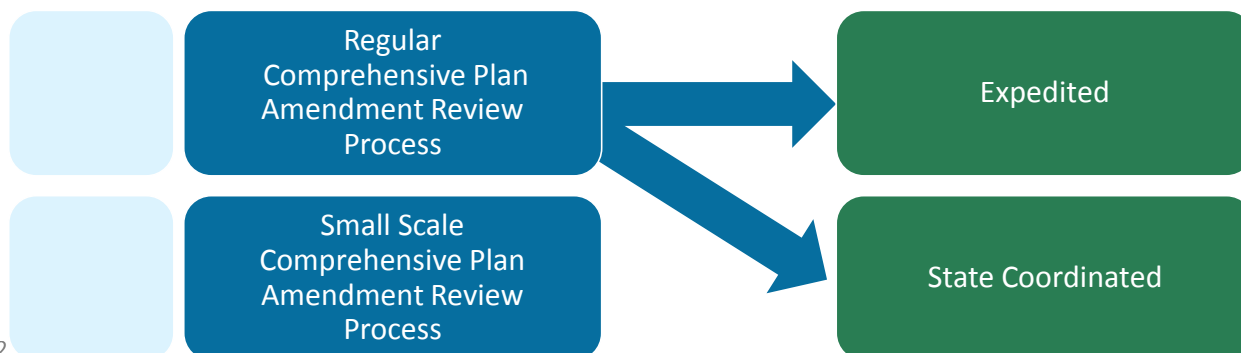 Regular
Comprehensive Plan
Amendment Review
Process
Expedited
Small Scale
Comprehensive Plan
Amendment Review
Process
State Coordinated